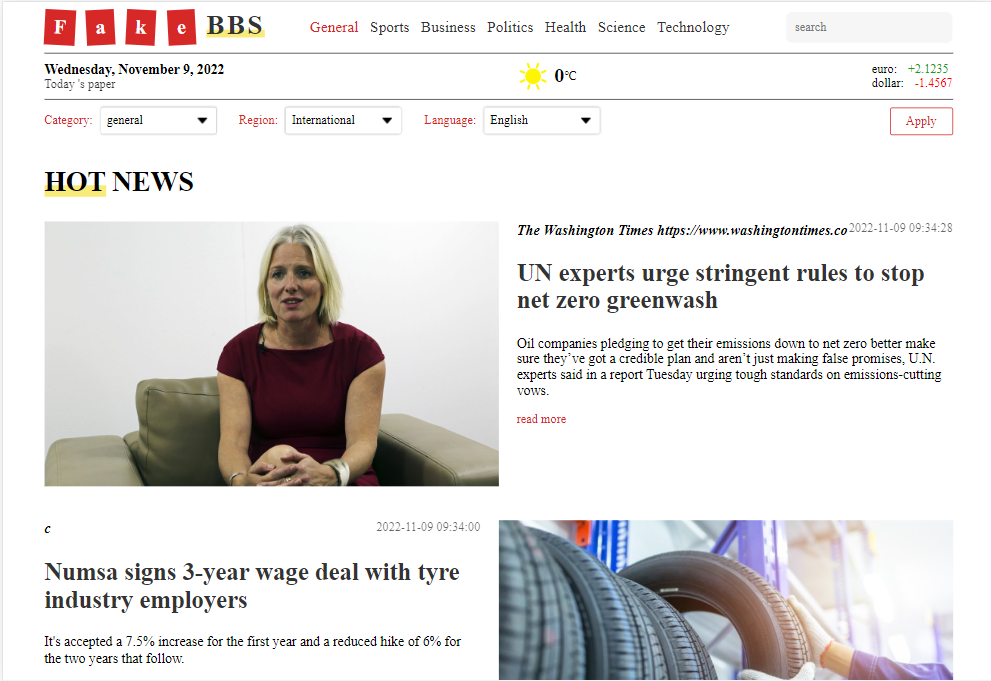 Fake BBS General Sports Business Politics Health Science Technology search
Wednesday, November 9, 2022
Today 's paper
0°C
euro: +2.1235
dollar: -1.4567
Category: general Region: International Language: English Apply
HOT NEWS
The Washington Times https://www.washingtontimes.co 2022-11-09 09:34:28
UN experts urge stringent rules to stop
net zero greenwash
Oil companies pledging to get their emissions down to net zero better make
sure they’ve got a credible plan and aren’t just making false promises, U.N.
experts said in a report Tuesday urging tough standards on emissions-cutting
vows.
read more
c 2022-11-09 09:34:00
Numsa signs 3-year wage deal with tyre
industry employers
It's accepted a 7.5% increase for the first year and a reduced hike of 6% for
the two years that follow.